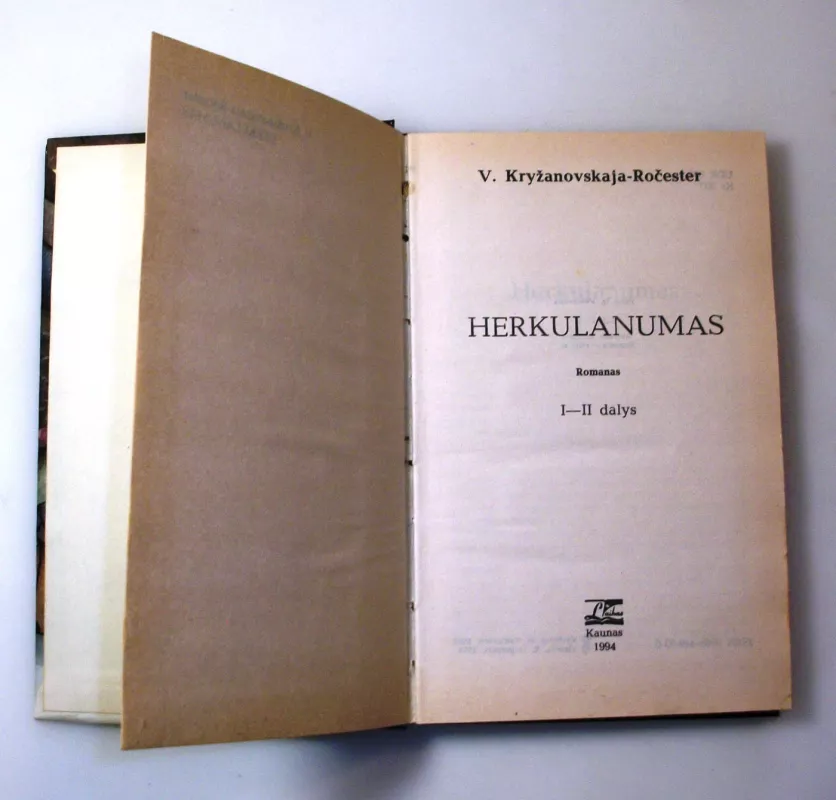 V. Kryžanovskaja-Ročester
HERKULANUMAS
Romanas
I—II dalys
Kaunas
1994